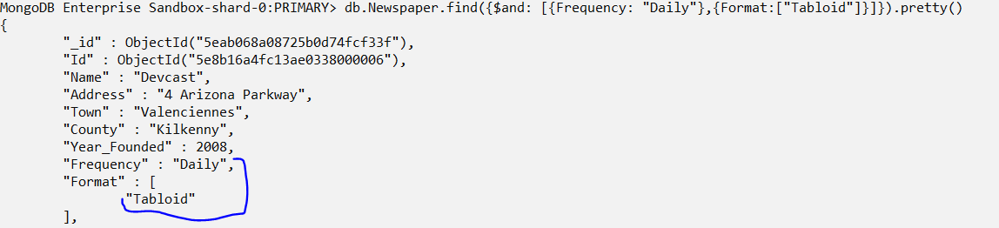 MongoDB Enterprise Sandbox-shard-0:PRIMARY> db.Newspaper.find({$and: [{Frequency: "Daily"},{Format:["Tabloid"]}]}).pretty()
{
"_id" : ObjectId("5eab068a08725b0d74fcf33f"),
"Id" : ObjectId("5e8b16a4fc13ae0338000006"),
"Name" : "Devcast",
"Address" : "4 Arizona Parkway",
"Town" : "Valenciennes",
"County" : "Kilkenny",
"Year_Founded" : 2008,
"Frequency" : "Daily",
"Format" : [
"Tabloid"
],